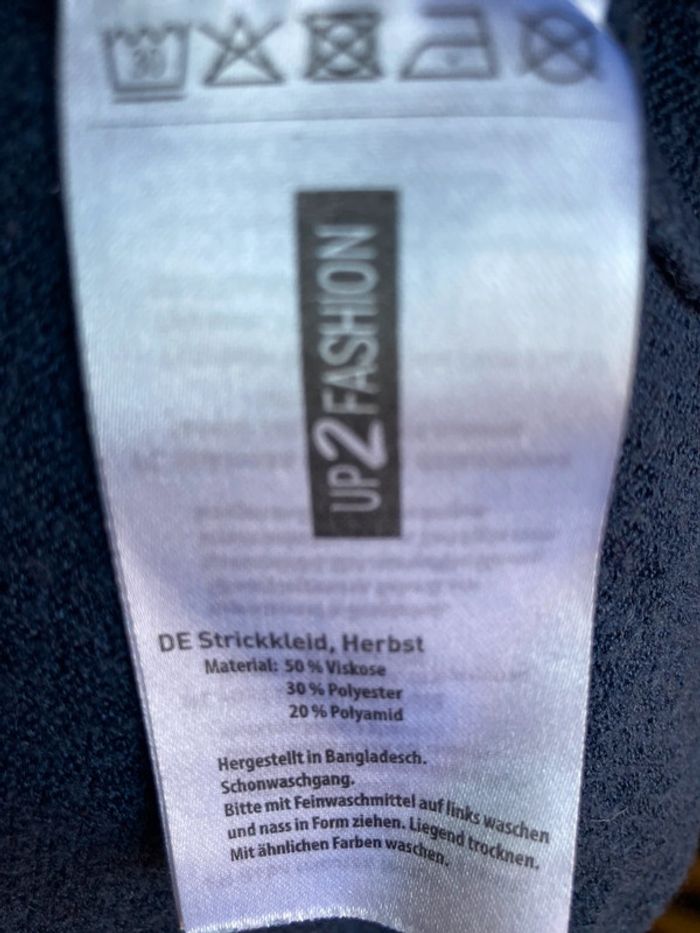 30
UP2FASHION
DE Strickkleid, Herbst
Material: 50 % Viskose
30 % Polyester
20 % Polyamid
Hergestellt in Bangladesch.
Schonwaschgang.
Bitte mit Feinwaschmittel auf links waschen
und nass in Form ziehen. Liegend trocknen.
Mit ähnlichen Farben waschen.